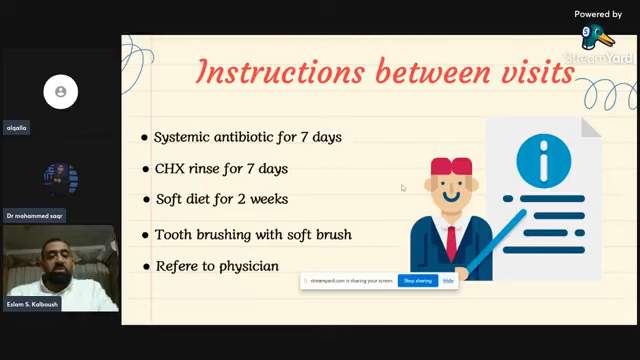 Powered by
StreamYard
Instructions between visits
alqalla
Systemic antibiotic for 7 days
CHX rinse for 7 days
Soft diet for 2 weeks
Dr mohammed saqr
Tooth brushing with soft brush
Refere to physician
streamyard.com is sharing your screen.
Stop sharing
Hide
Eslam S. Kalboush